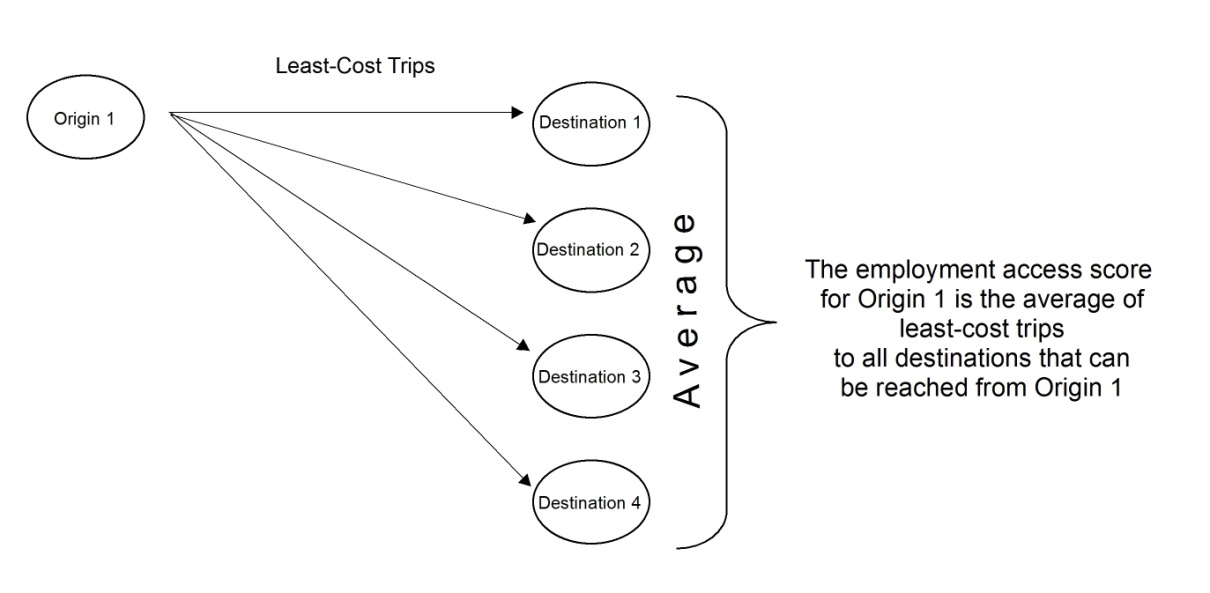 Least-Cost Trips
Origin 1
Destination 1
Destination 2
Destination 3
Destination 4
Average
The employment access score
for Origin 1 is the average of
least-cost trips
to all destinations that can
be reached from Origin 1